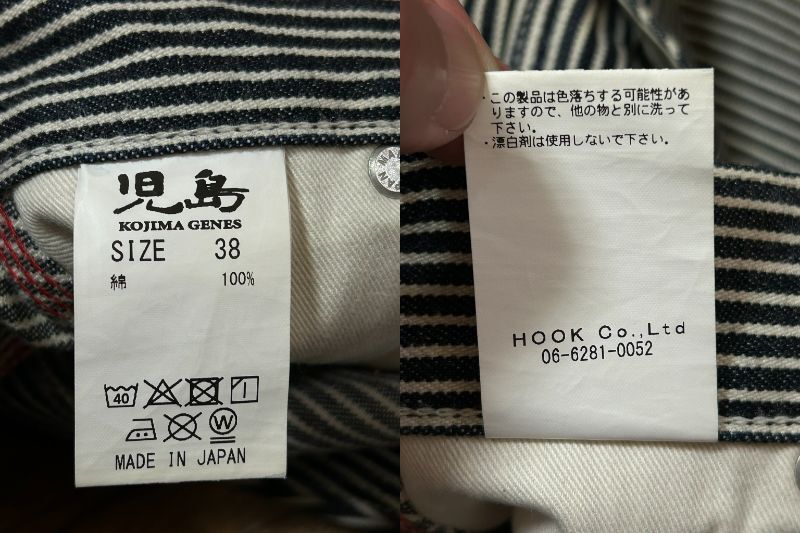 児島
KOJIMA GENES
SIZE 38
綿 100%
40
W
MADE IN JAPAN
・この製品は色落ちする可能性があ
りますので、他の物と別に洗って
下さい。
・漂白剤は使用しないで下さい。
HOOK Co.,Ltd
06-6281-0052